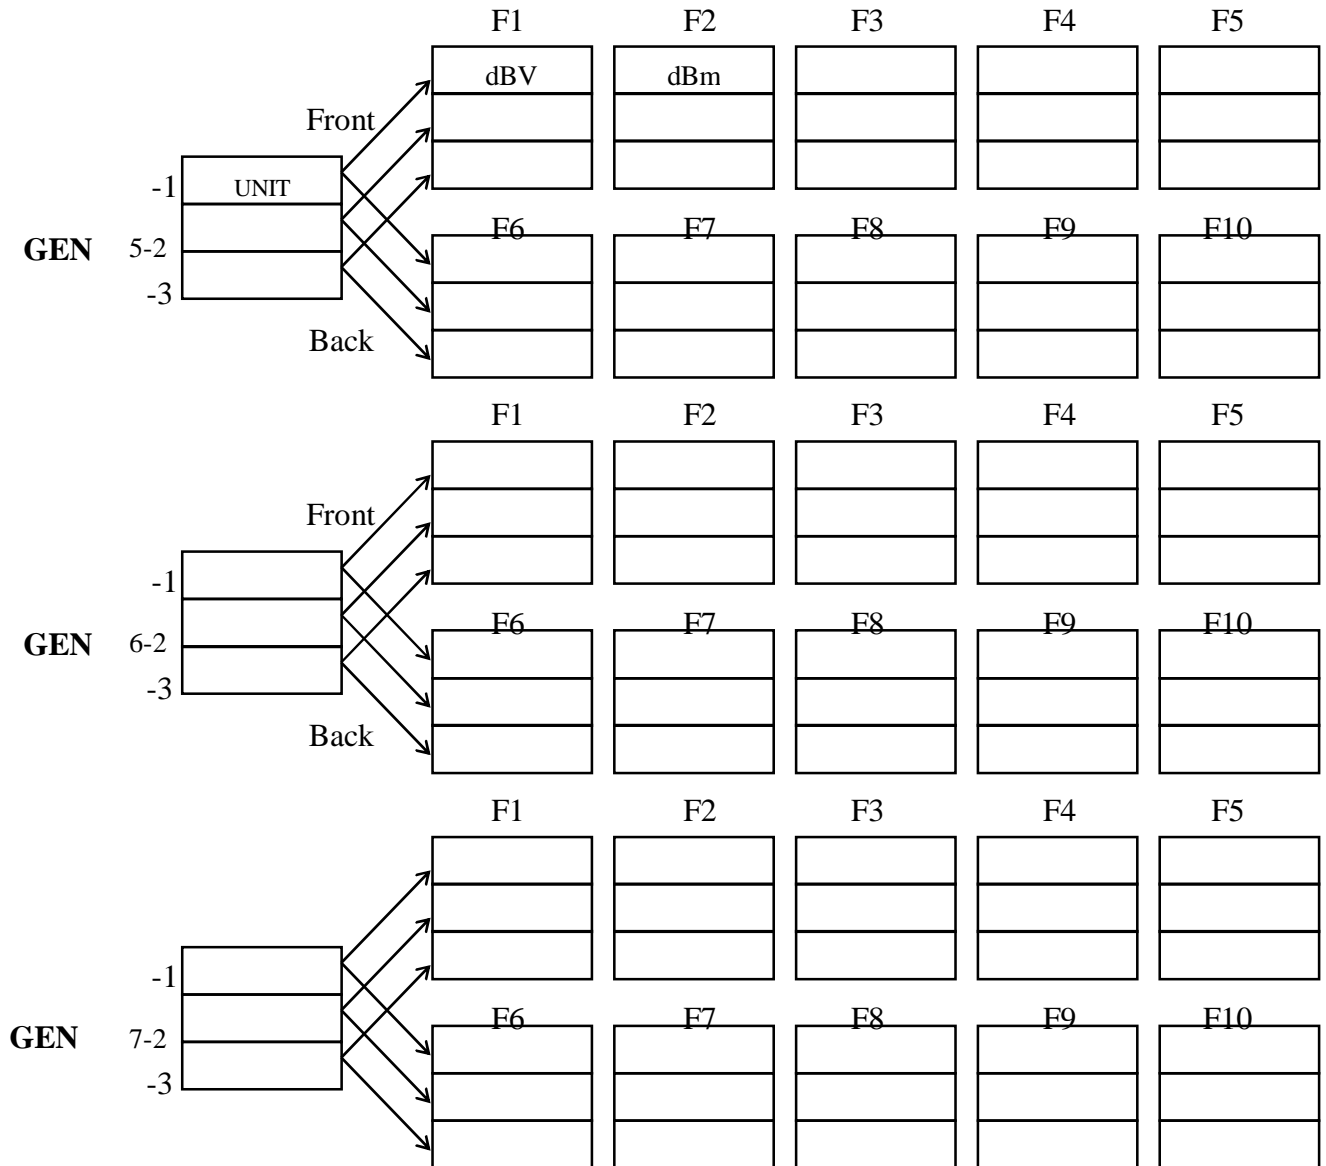 F1 F2 F3 F4 F5
dBV dBm
Front
-1 UNIT
F6 F7 F8 F9 F10
GEN 5-2
-3
Back
F1 F2 F3 F4 F5
Front
-1
F6 F7 F8 F9 F10
GEN 6-2
-3
Back
F1 F2 F3 F4 F5
-1
F6 F7 F8 F9 F10
GEN 7-2
-3